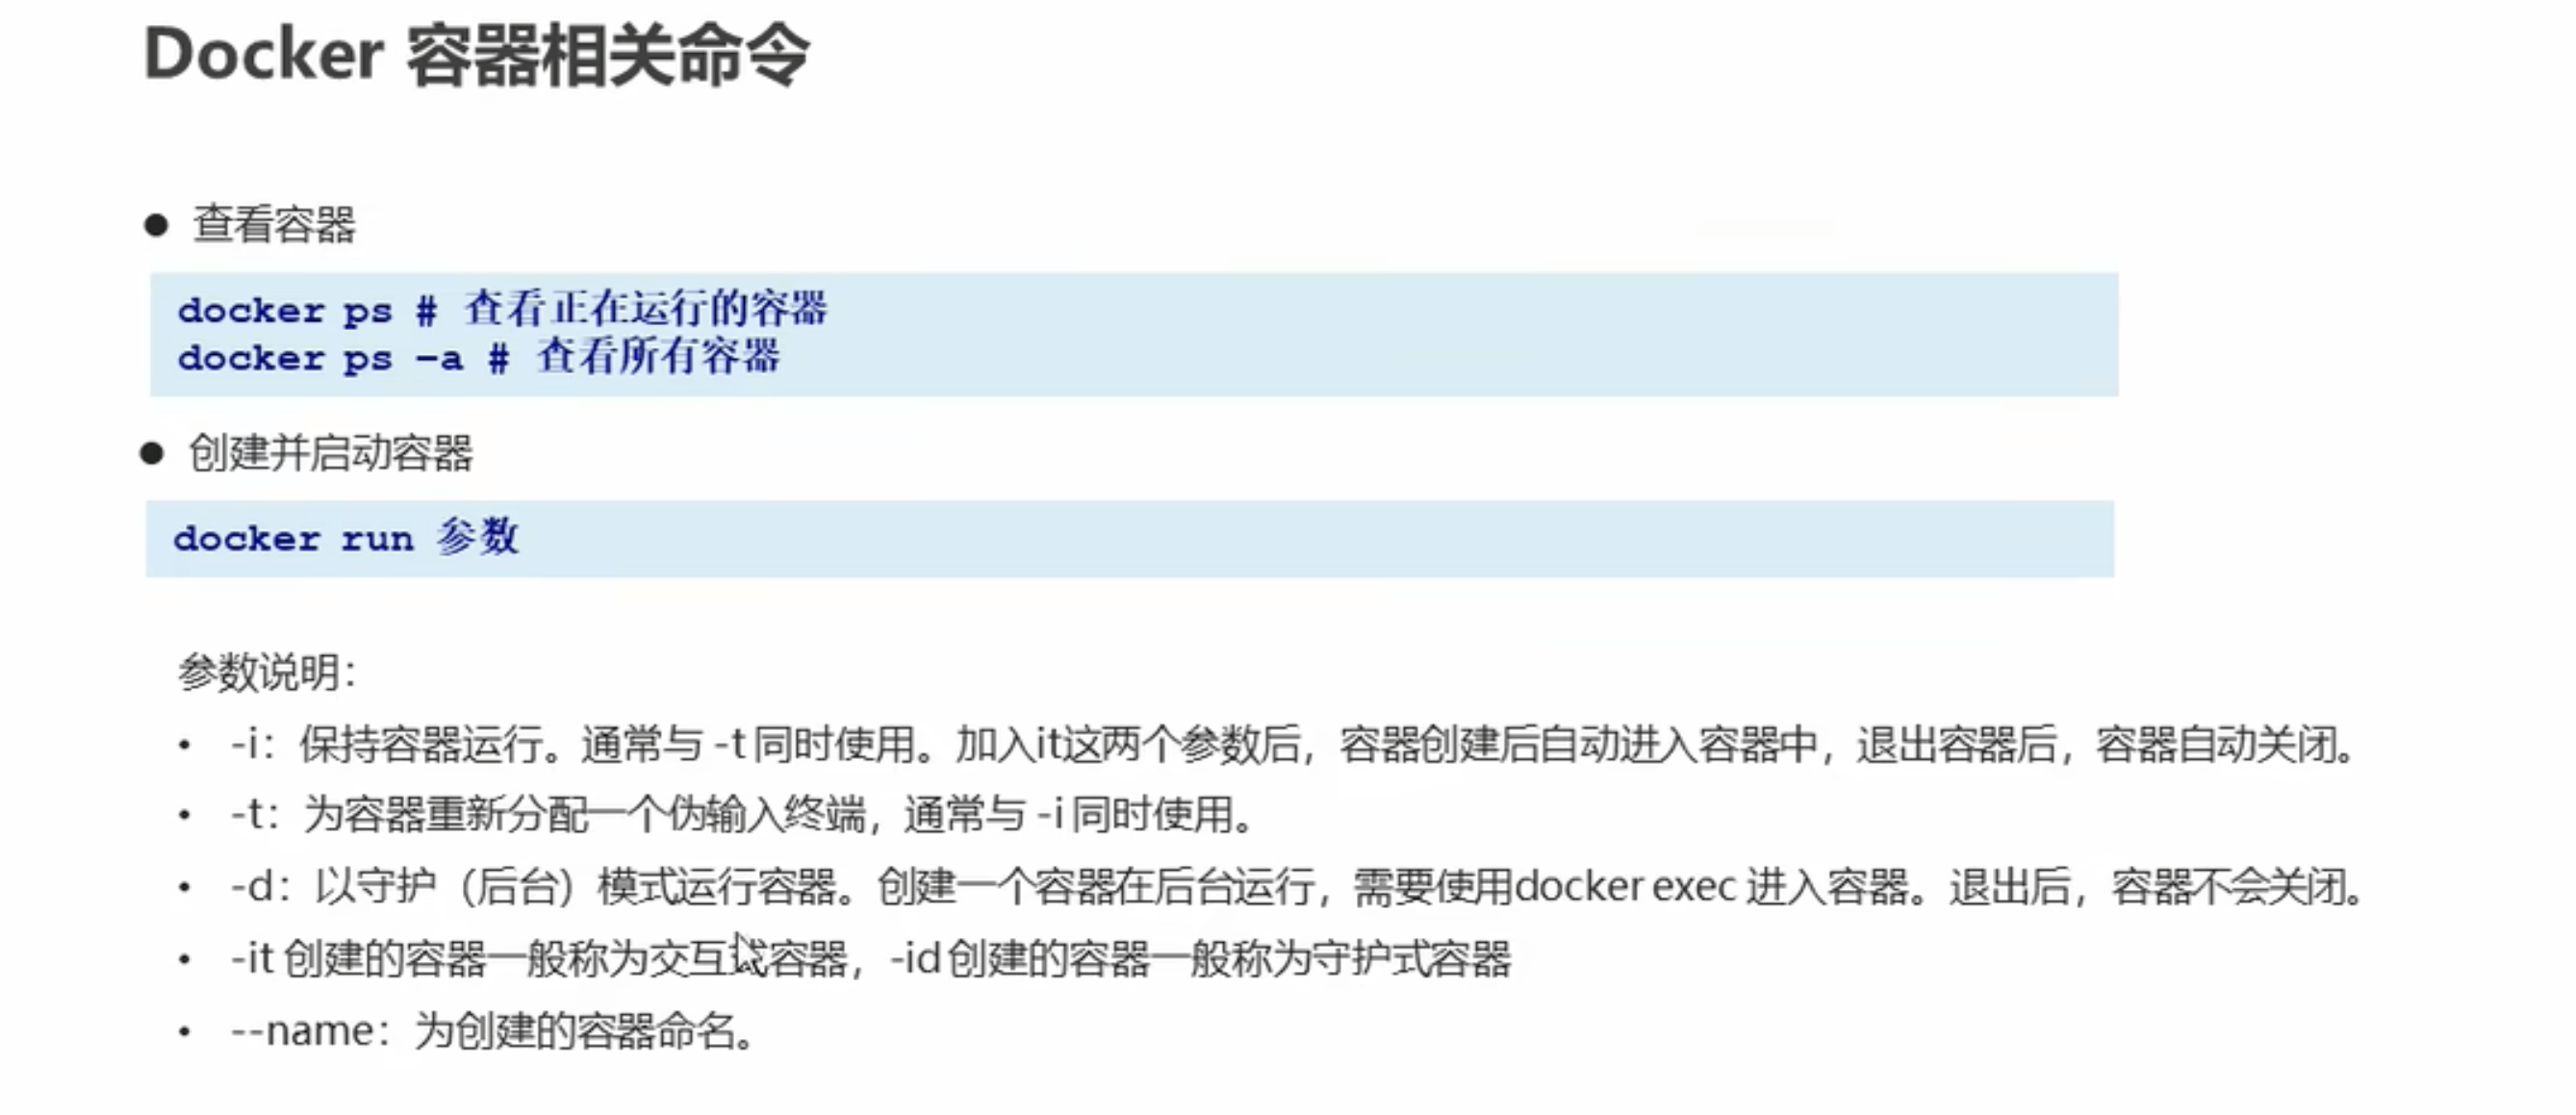 Docker 容器相关命令
● 查看容器
docker ps # 查看正在运行的容器
docker ps –a # 查看所有容器
● 创建并启动容器
docker run 参数
参数说明：
• -i：保持容器运行。通常与 -t 同时使用。加入it这两个参数后，容器创建后自动进入容器中，退出容器后，容器自动关闭。
• -t：为容器重新分配一个伪输入终端，通常与 -i 同时使用。
• -d：以守护（后台）模式运行容器。创建一个容器在后台运行，需要使用docker exec 进入容器。退出后，容器不会关闭。
• -it 创建的容器一般称为交互式容器，-id 创建的容器一般称为守护式容器
• --name：为创建的容器命名。